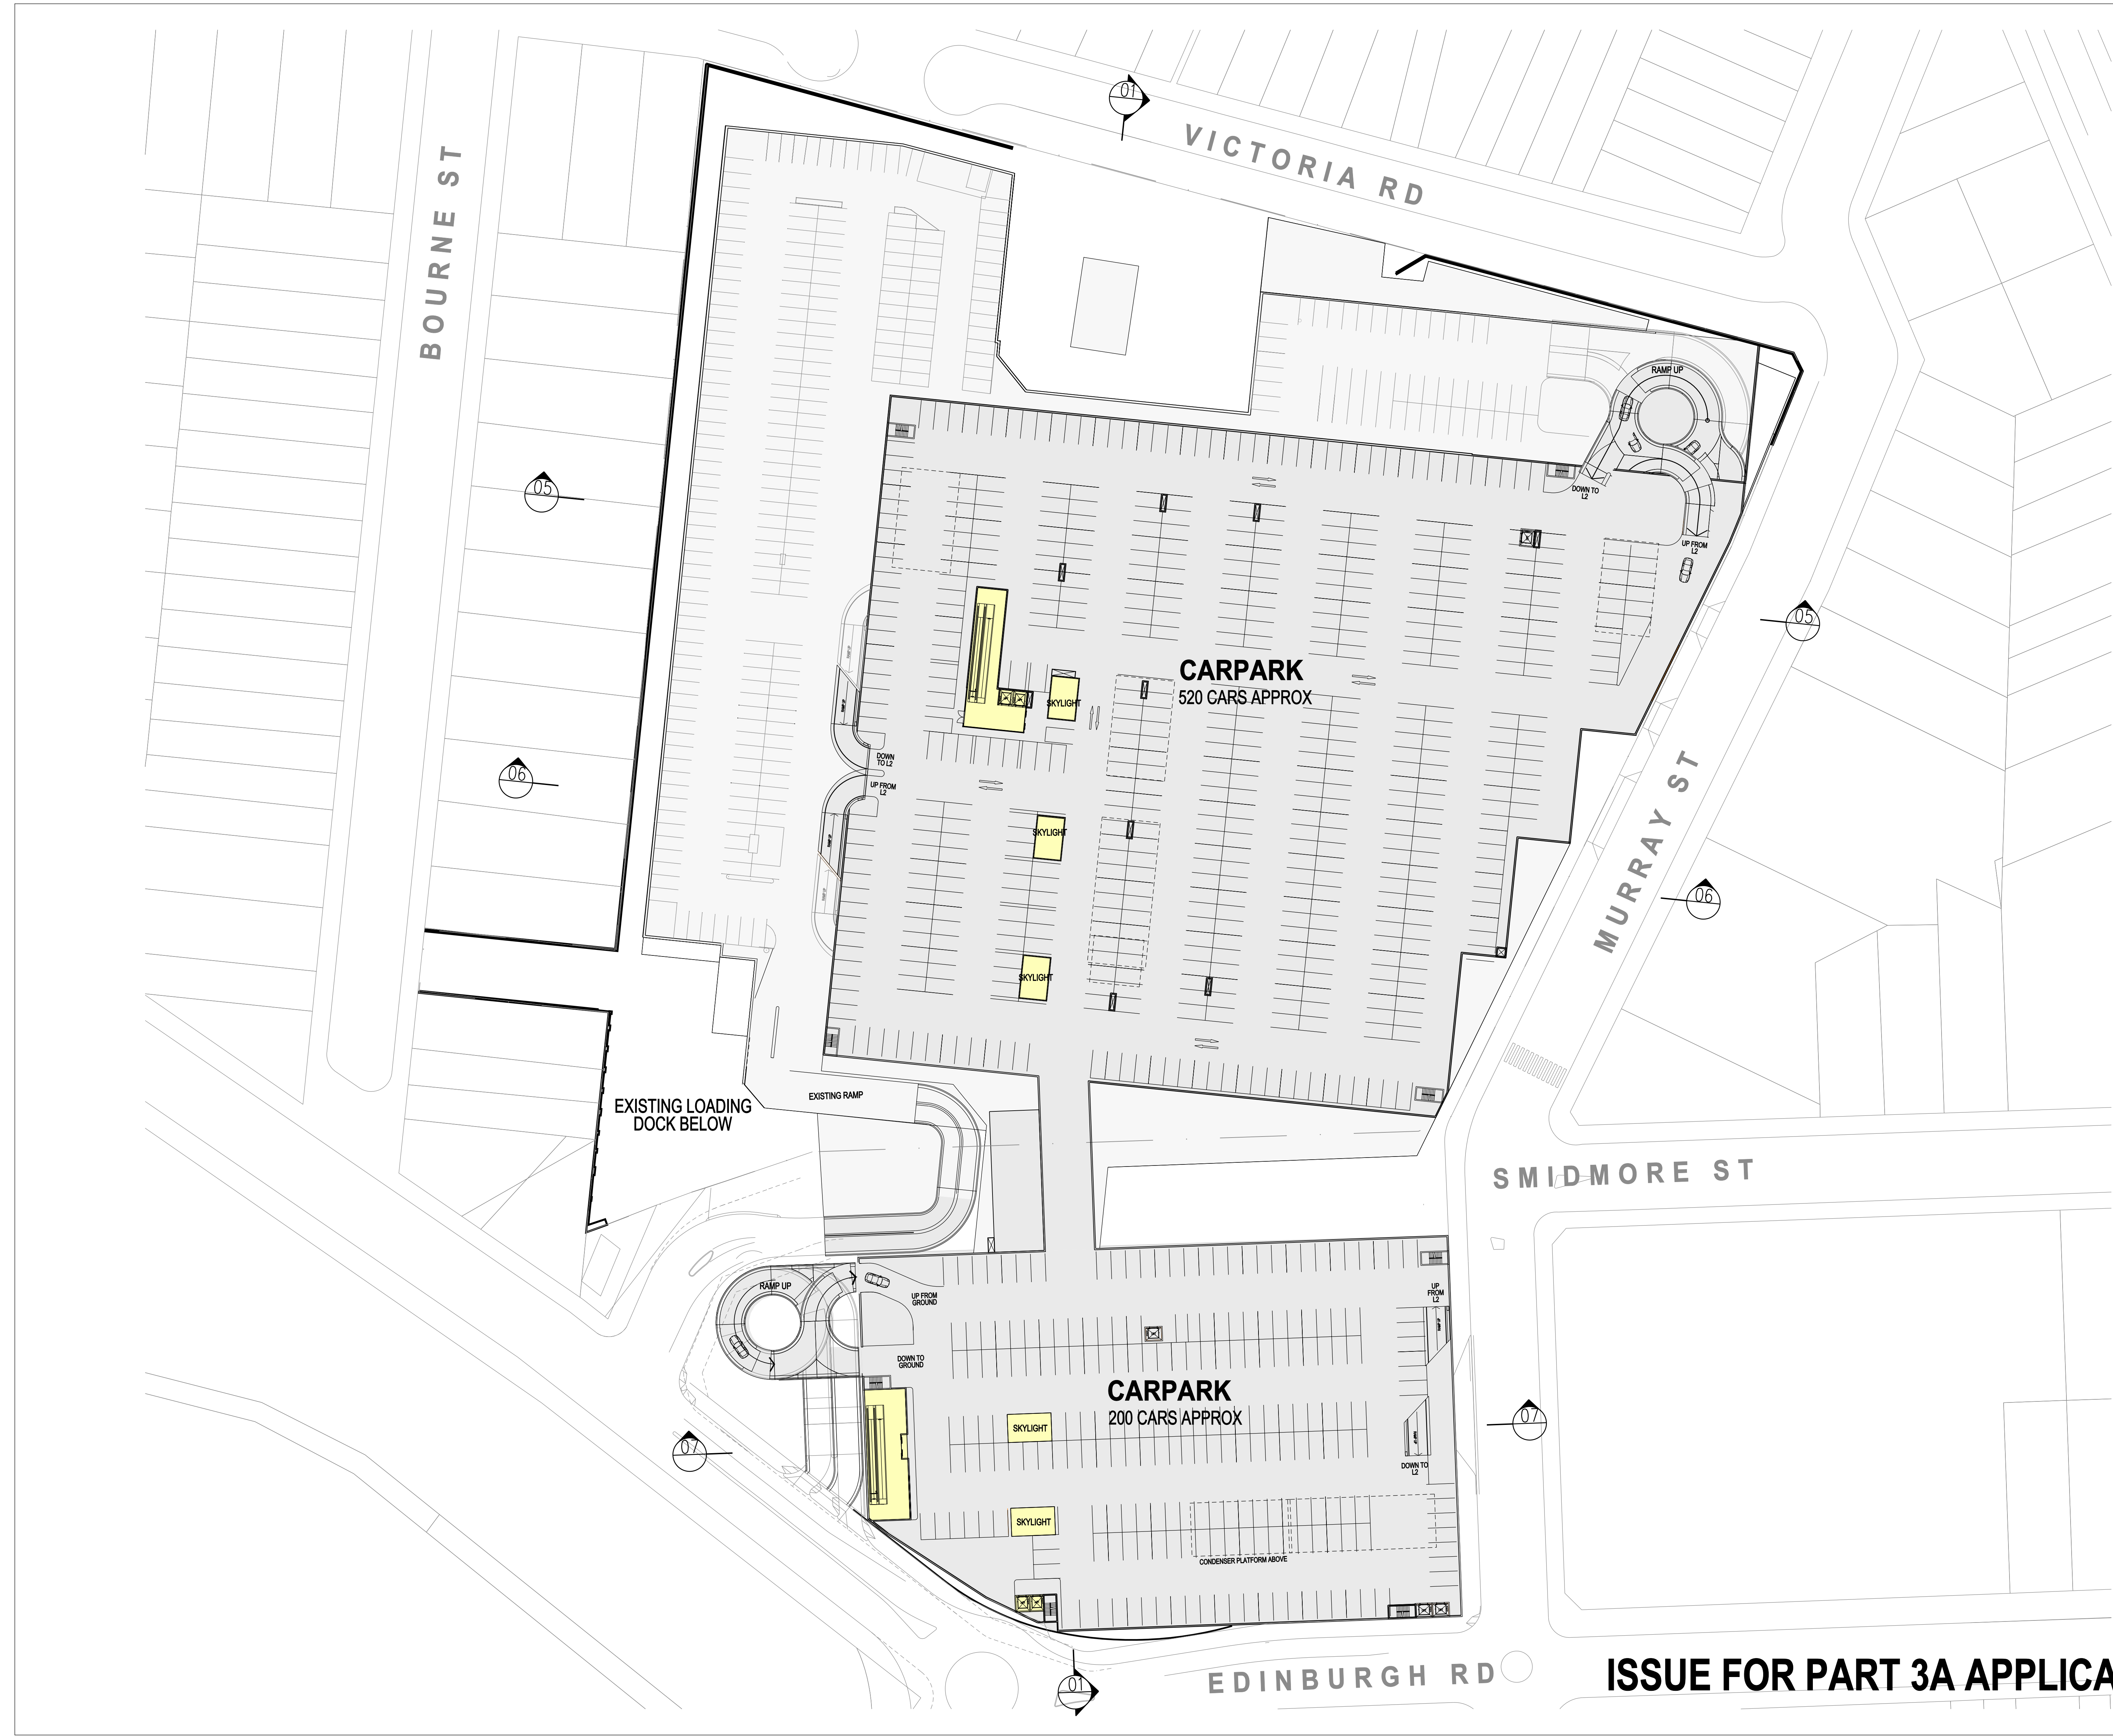 01
VICTORIA RD
BOURNE ST
RAMP UP
DOWN TO
L2
UP FROM
L2
05
05
CARPARK
520 CARS APPROX
SKYLIGHT
DOWN
TO L2
UP FROM
L2
06
SKYLIGHT
MURRAY ST
06
SKYLIGHT
EXISTING RAMP
EXISTING LOADING
DOCK BELOW
SMIDMORE ST
RAMP UP
UP FROM
GROUND
UP
FROM
L2
DOWN TO
GROUND
CARPARK
200 CARS APPROX
SKYLIGHT
07
07
DOWN TO
L2
SKYLIGHT
CONDENSER PLATFORM ABOVE
EDINBURGH RD
01
ISSUE FOR PART 3A APPLICA